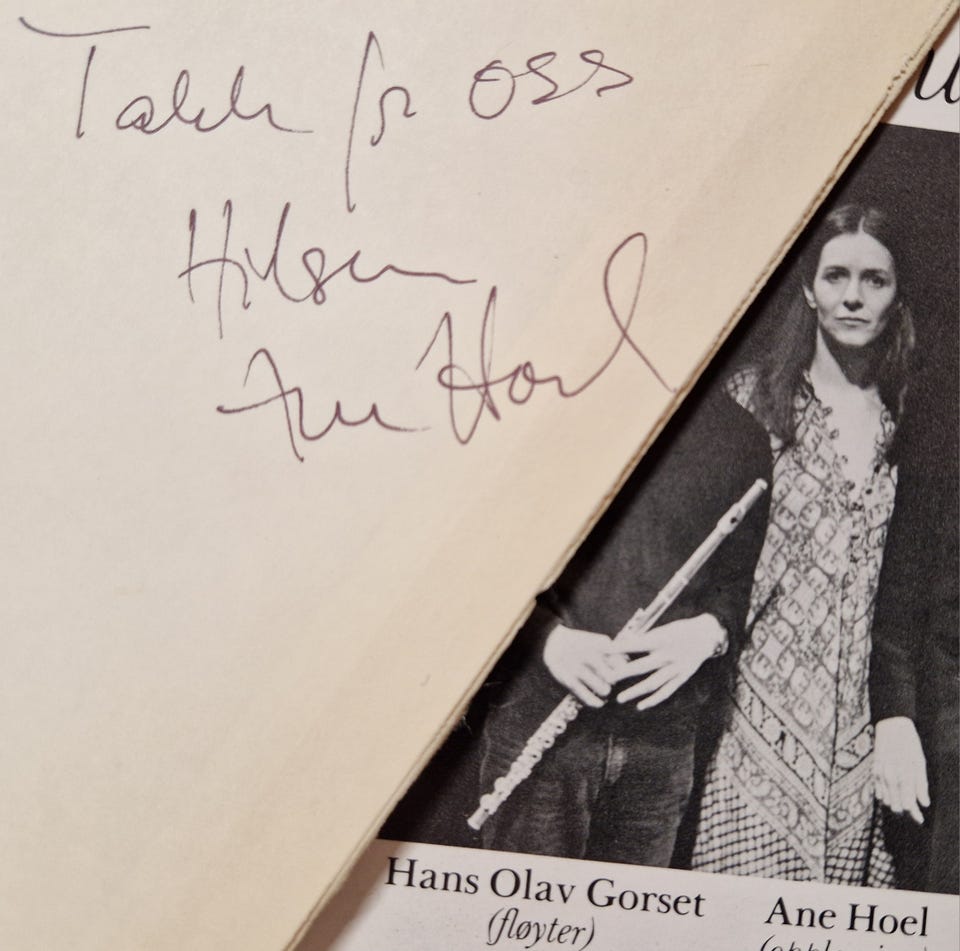 Takk for oss
Hilsen
Ane Hoel
Hans Olav Gorset
(fløyter)
Ane Hoel